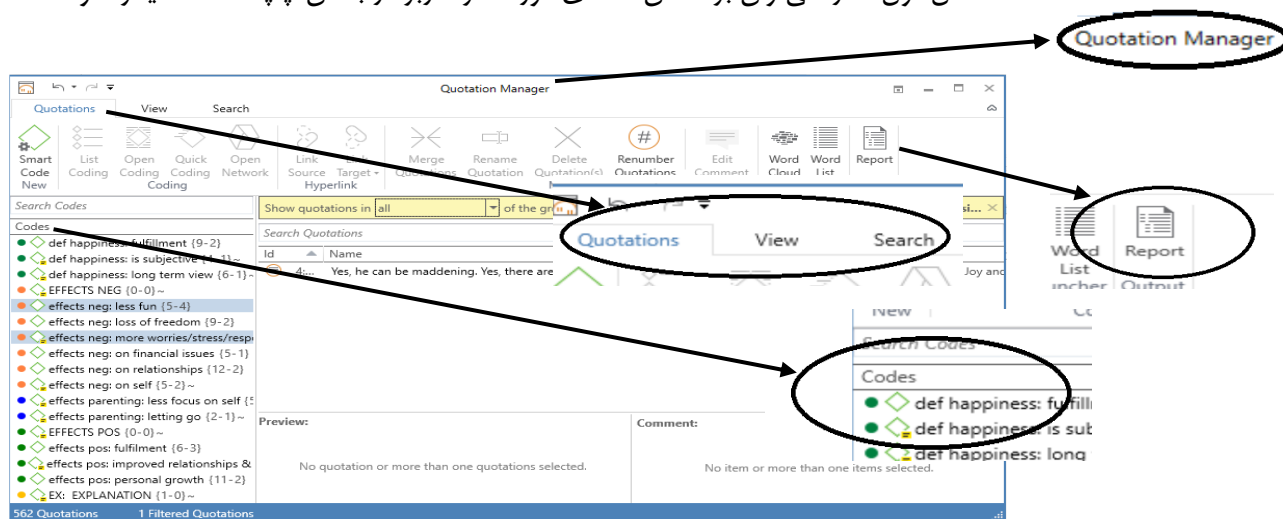 Quotation Manager
Quotation Manager
Quotations View Search
Smart Code New
List Coding
Open Coding
Quick Coding
Open Network
Coding
Link Source
Target
Hyperlink
Merge Quotations
Rename Quotation
Delete Quotation(s)
Renumber Quotations
Edit Comment
Word Cloud
Word List
Report
Search Codes
Show quotations in all of the
Codes
Search Quotations
Id Name
4:... Yes, he can be maddening. Yes, there are
Joy and
def happiness: fulfillment {9-2}
def happiness: is subjective {4-1}~
def happiness: long term view {6-1}~
EFFECTS NEG {0-0}~
effects neg: less fun {5-4}
effects neg: loss of freedom {9-2}
effects neg: more worries/stress/resp
effects neg: on financial issues {5-1}
effects neg: on relationships {12-2}
effects neg: on self {5-2}~
effects parenting: less focus on self {5
effects parenting: letting go {2-1}~
EFFECTS POS {0-0}~
effects pos: fulfilment {6-3}
effects pos: improved relationships &
effects pos: personal growth {11-2}
EX: EXPLANATION {1-0}~
Preview:
No quotation or more than one quotations selected.
Comment:
No item or more than one items selected.
562 Quotations 1 Filtered Quotations
Quotations View Search
Word List
Report
Output
New
Search Codes
Codes
def happiness: fulfill
def happiness: is sub
def happiness: long